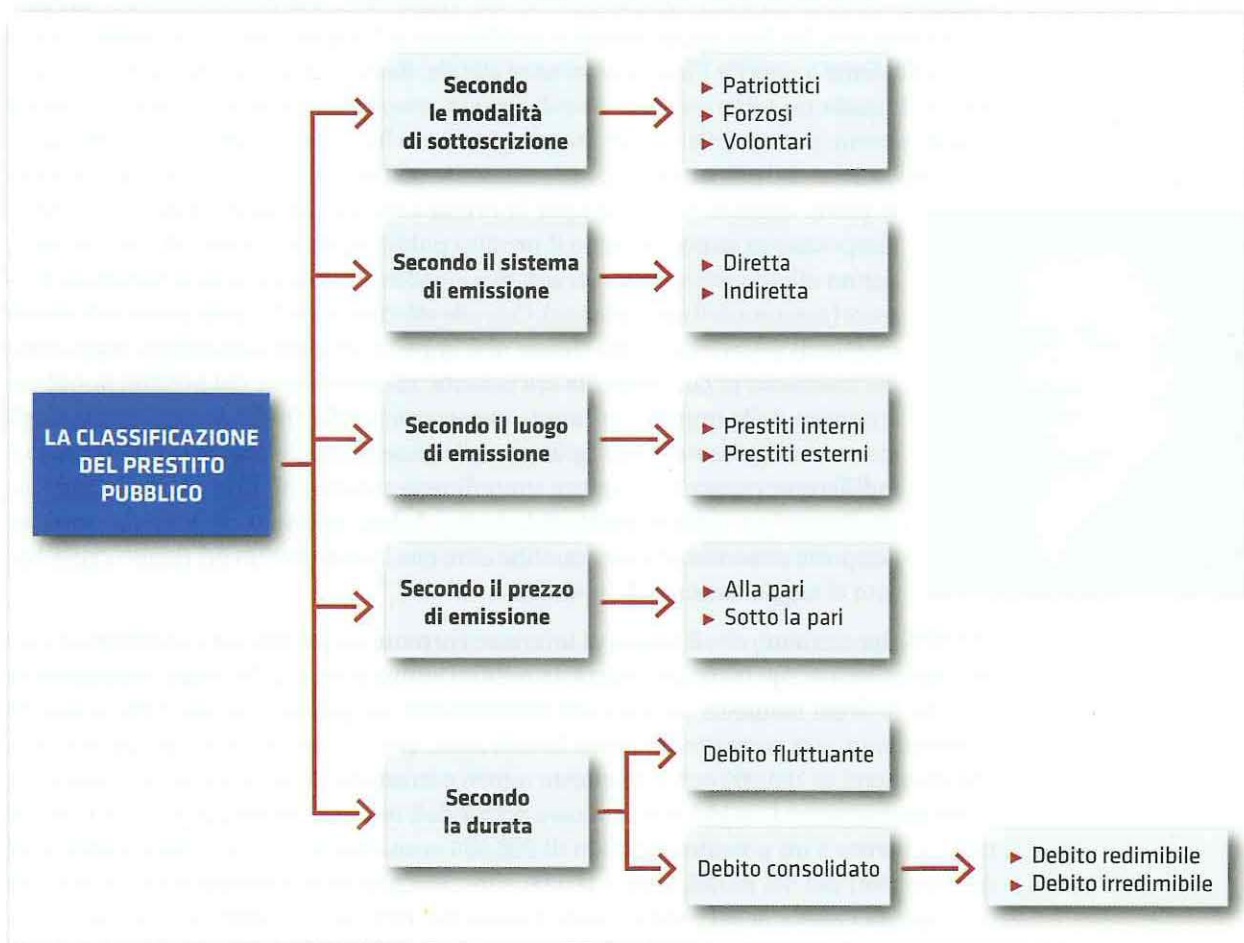 LA CLASSIFICAZIONE
DEL PRESTITO
PUBBLICO
Secondo
le modalità
di sottoscrizione
► Patriottici
► Forzosi
► Volontari
Secondo il sistema
di emissione
► Diretta
► Indiretta
Secondo il luogo
di emissione
► Prestiti interni
► Prestiti esterni
Secondo il prezzo
di emissione
► Alla pari
► Sotto la pari
Secondo
la durata
Debito fluttuante
Debito consolidato
► Debito redimibile
► Debito irredimibile